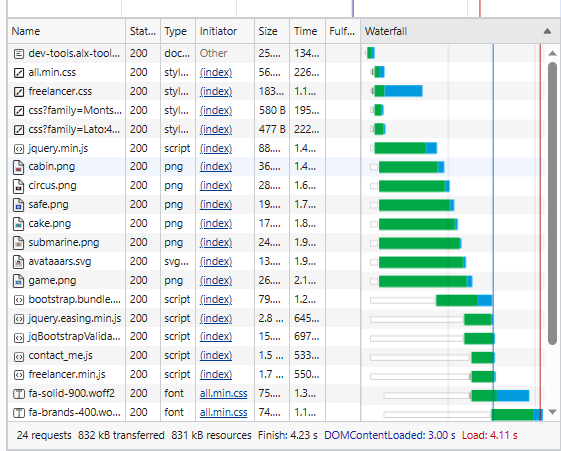 Name Stat... Type Initiator Size Time Fulf... Waterfall
dev-tools.alx-tool... 200 doc... Other 25.... 134...
all.min.css 200 styl... (index) 56.... 226...
freelancer.css 200 styl... (index) 183... 1.1...
css?family=Monts... 200 styl... (index) 580 B 195...
css?family=Lato:4... 200 styl... (index) 477 B 222...
jquery.min.js 200 script (index) 88.... 1.4...
cabin.png 200 png (index) 36.... 1.4...
circus.png 200 png (index) 28.... 1.6...
safe.png 200 png (index) 19.... 1.7...
cake.png 200 png (index) 17.... 1.8...
submarine.png 200 png (index) 24.... 1.9...
avataaars.svg 200 svg... (index) 13.... 1.9...
game.png 200 png (index) 26.... 2.1...
bootstrap.bundle.... 200 script (index) 79.... 1.2...
jquery.easing.min.js 200 script (index) 2.8 ... 645...
jqBootstrapValida... 200 script (index) 15.... 697...
contact_me.js 200 script (index) 1.5 ... 533...
freelancer.min.js 200 script (index) 1.7 ... 550...
fa-solid-900.woff2 200 font all.min.css 75.... 1.3...
fa-brands-400.wo... 200 font all.min.css 74.... 1.1...
24 requests 832 kB transferred 831 kB resources Finish: 4.23 s DOMContentLoaded: 3.00 s Load: 4.11 s